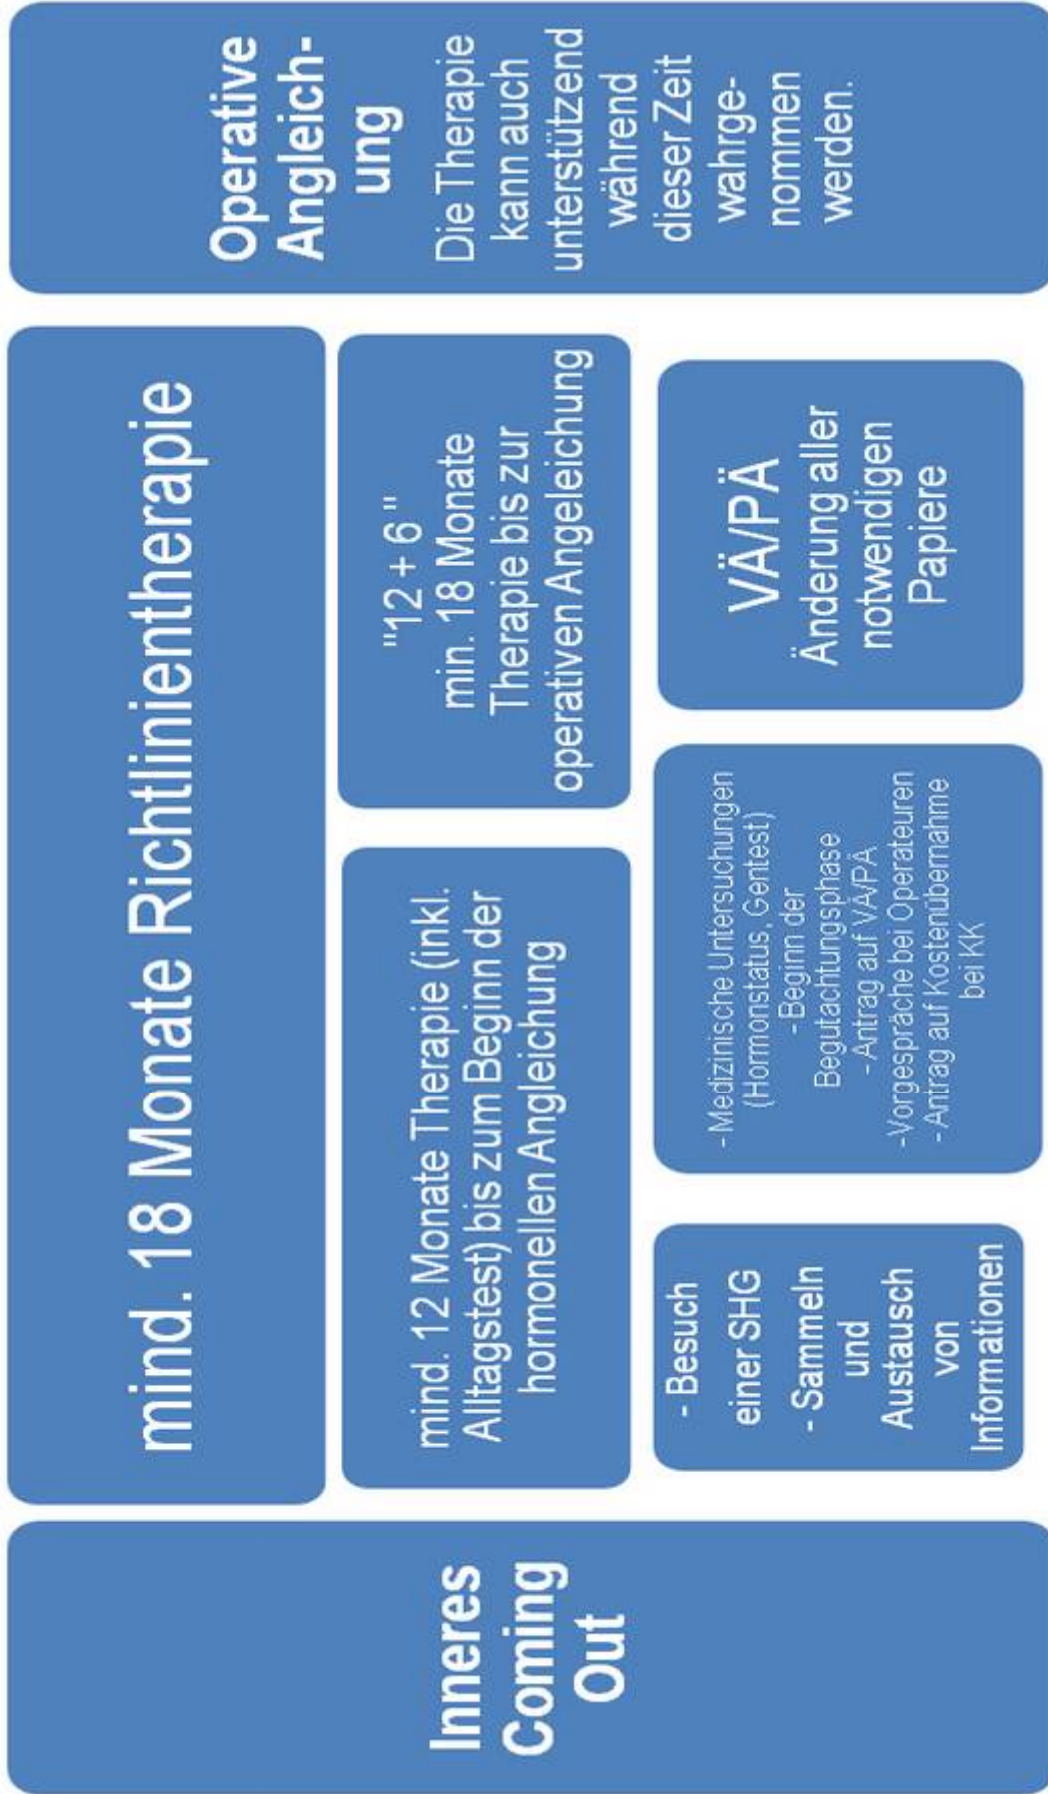 Inneres
Coming
Out
mind. 18 Monate Richtlinientherapie
mind. 12 Monate Therapie (inkl.
Alltagstest) bis zum Beginn der
hormonellen Angleichung
"12 + 6"
min. 18 Monate
Therapie bis zur
operativen Angeleichung
- Besuch
einer SHG
- Sammeln
und
Austausch
von
Informationen
- Medizinische Untersuchungen
(Hormonstatus, Gentest)
- Beginn der
Begutachtungsphase
- Antrag auf VÄ/PÄ
-Vorgespräche bei Operateuren
- Antrag auf Kostenübernahme
bei KK
VÄ/PÄ
Änderung aller
notwendigen
Papiere
Operative
Angleich-
ung
Die Therapie
kann auch
unterstützend
während
dieser Zeit
wahrge-
nommen
werden.